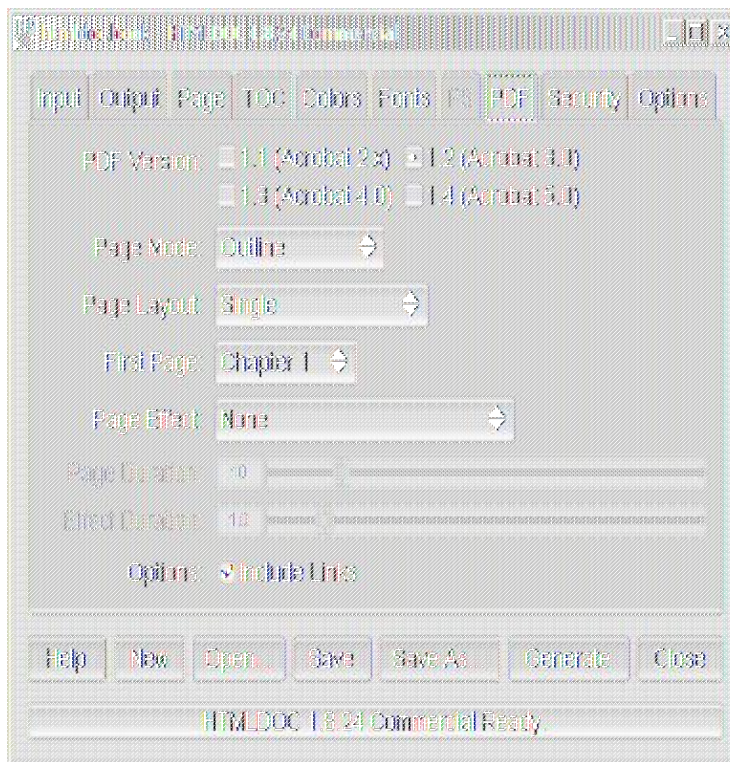 HTMLDOC 1.8.24 Commercial
Input Output Page TOC Colors Fonts PS PDF Security Options
PDF Version: 1.1 (Acrobat 2.x) 1.2 (Acrobat 3.0)
1.3 (Acrobat 4.0) 1.4 (Acrobat 5.0)
Page Mode: Outline
Page Layout: Single
First Page: Chapter 1
Page Effect: None
Page Duration: 10
Effect Duration: 1.0
Options: Include Links
Help New Open... Save Save As... Generate Close
HTMLDOC 1.8.24 Commercial Ready.